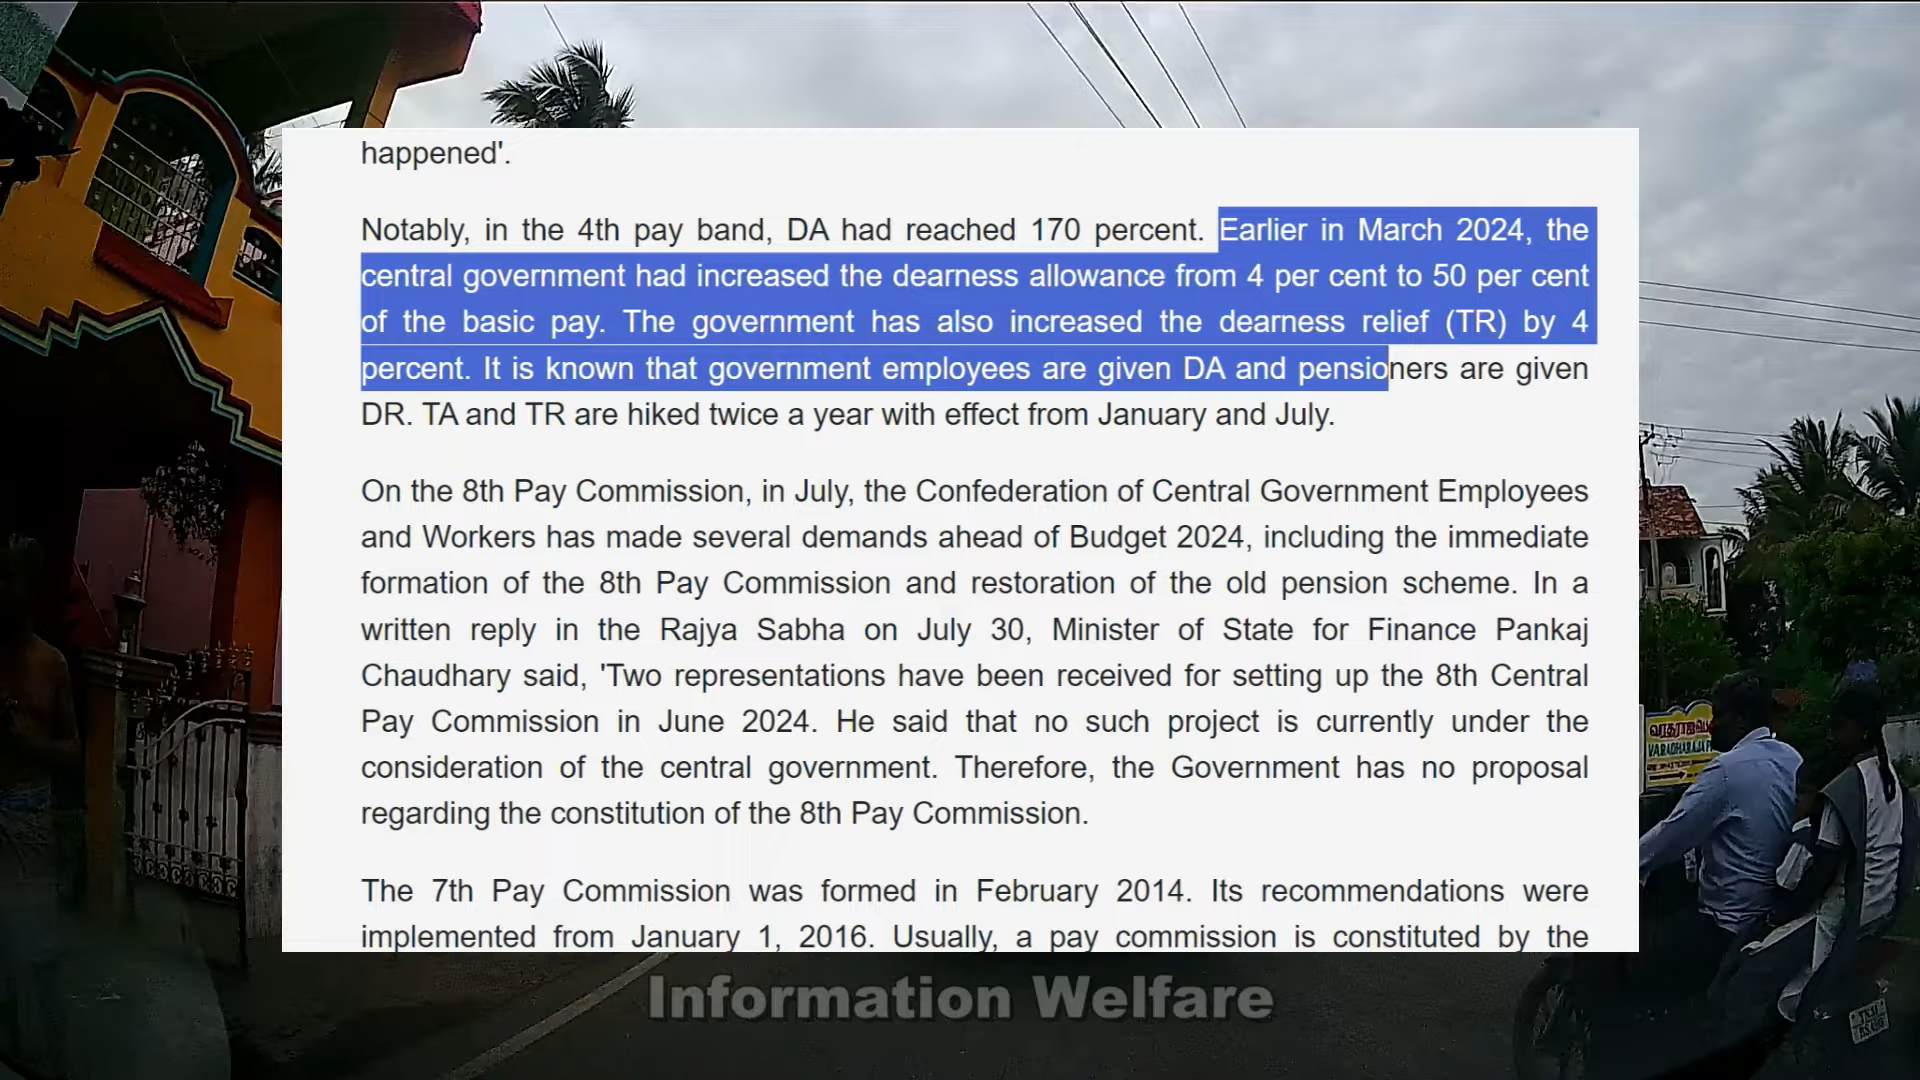 happened'.
Notably, in the 4th pay band, DA had reached 170 percent. Earlier in March 2024, the
central government had increased the dearness allowance from 4 per cent to 50 per cent
of the basic pay. The government has also increased the dearness relief (TR) by 4
percent. It is known that government employees are given DA and pensioners are given
DR. TA and TR are hiked twice a year with effect from January and July.
On the 8th Pay Commission, in July, the Confederation of Central Government Employees
and Workers has made several demands ahead of Budget 2024, including the immediate
formation of the 8th Pay Commission and restoration of the old pension scheme. In a
written reply in the Rajya Sabha on July 30, Minister of State for Finance Pankaj
Chaudhary said, 'Two representations have been received for setting up the 8th Central
Pay Commission in June 2024. He said that no such project is currently under the
consideration of the central government. Therefore, the Government has no proposal
regarding the constitution of the 8th Pay Commission.
The 7th Pay Commission was formed in February 2014. Its recommendations were
implemented from January 1, 2016. Usually, a pay commission is constituted by the
Information Welfare